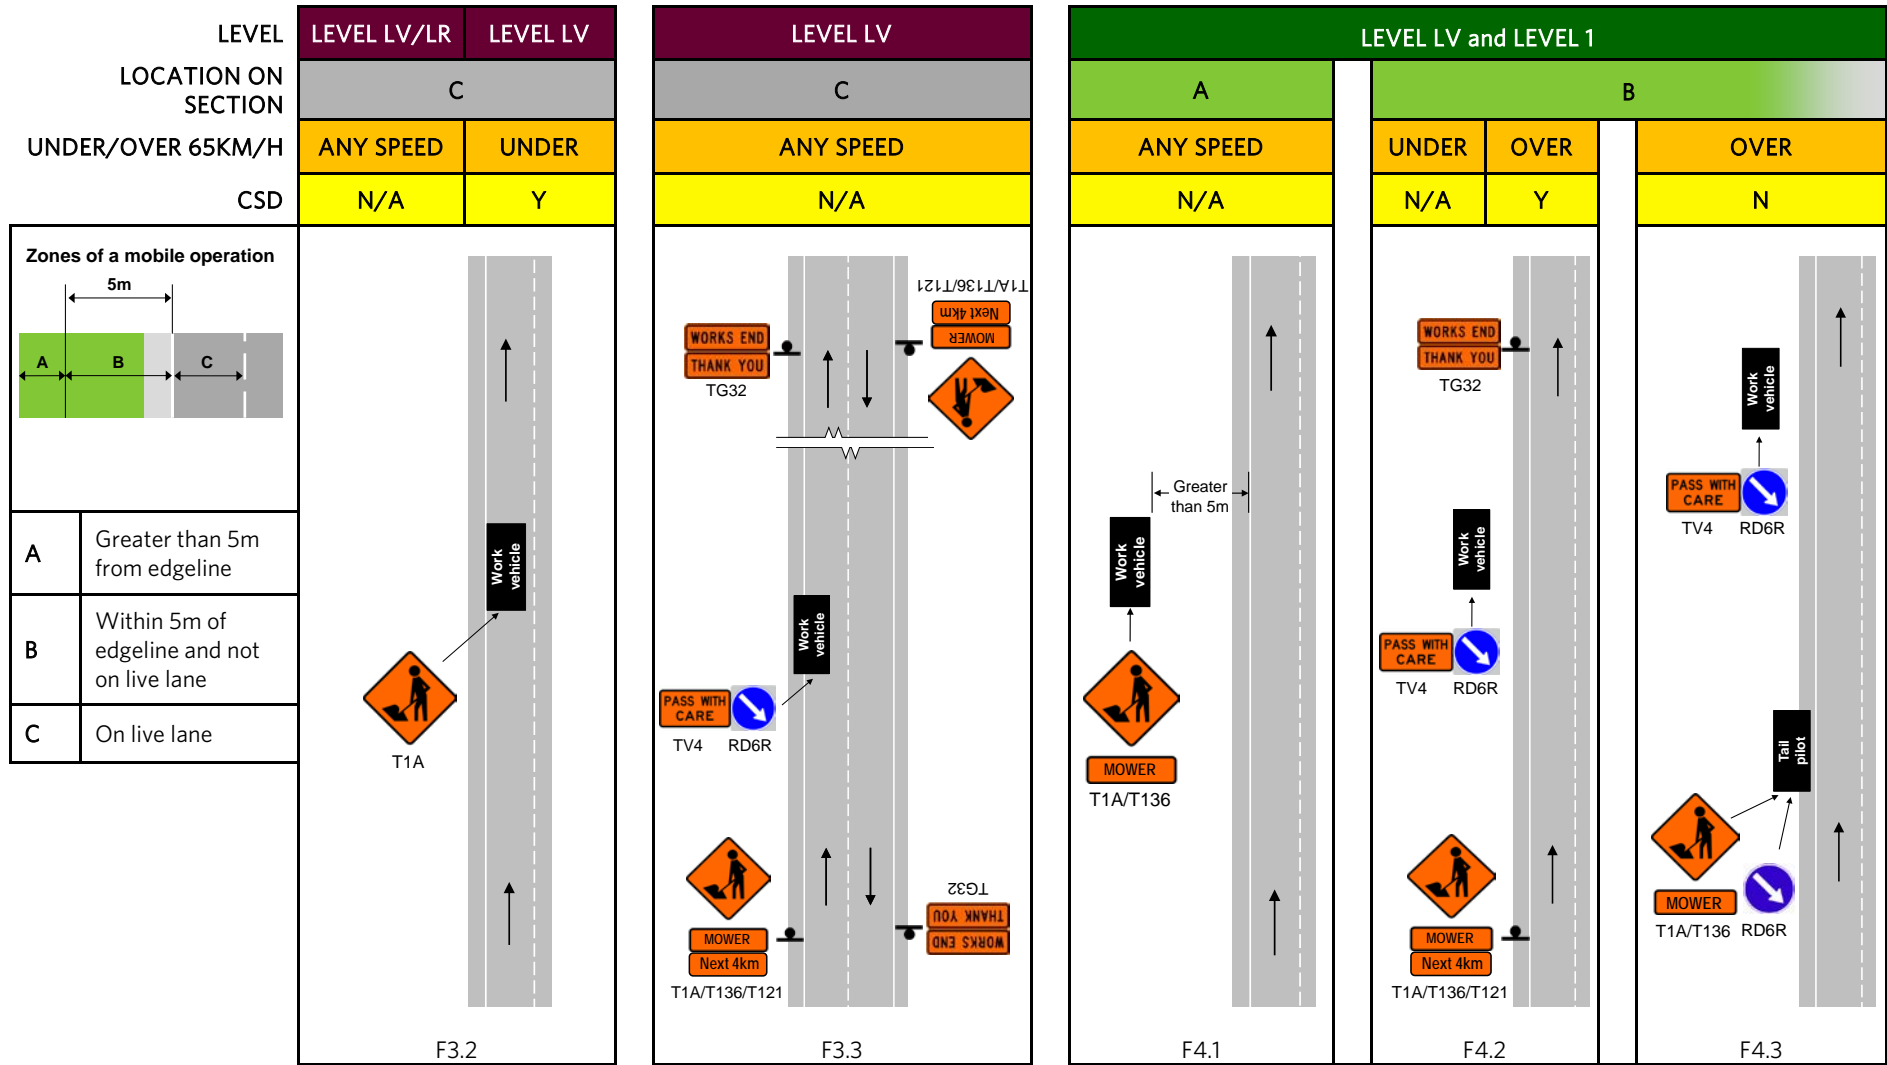 LEVEL
LOCATION ON
SECTION
UNDER/OVER 65KM/H
CSD
Zones of a mobile operation
5m
A
B
C
A
Greater than 5m
from edgeline
B
Within 5m of
edgeline and not
on live lane
C
On live lane
LEVEL LV/LR
LEVEL LV
C
ANY SPEED
UNDER
N/A
Y
Work
vehicle
T1A
F3.2
LEVEL LV
C
ANY SPEED
N/A
T1A/T136/T121
Next 4km
MOWER
WORKS END
THANK YOU
TG32
Work
vehicle
PASS WITH
CARE
TV4
RD6R
MOWER
Next 4km
T1A/T136/T121
TG32
THANK YOU
WORKS END
F3.3
LEVEL LV and LEVEL 1
A
ANY SPEED
N/A
Greater
than 5m
Work
vehicle
MOWER
T1A/T136
F4.1
B
UNDER
OVER
N/A
Y
WORKS END
THANK YOU
TG32
Work
vehicle
PASS WITH
CARE
TV4
RD6R
MOWER
Next 4km
T1A/T136/T121
F4.2
OVER
N
Work
vehicle
PASS WITH
CARE
TV4
RD6R
Tail
pilot
MOWER
T1A/T136
RD6R
F4.3